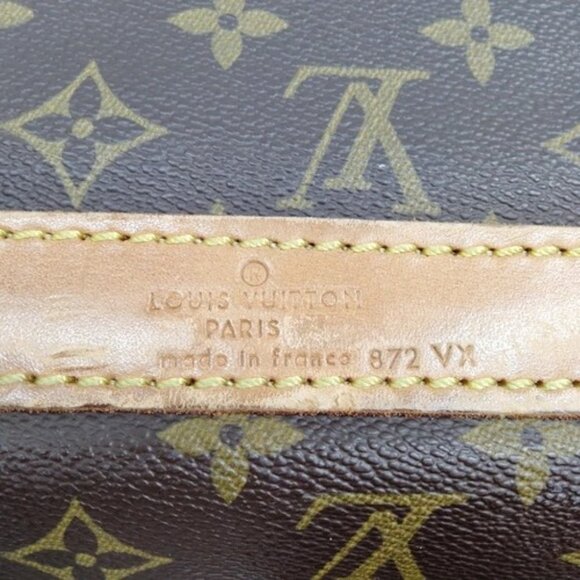 ®
LOUIS VUITTON
PARIS
made in france 872 VX